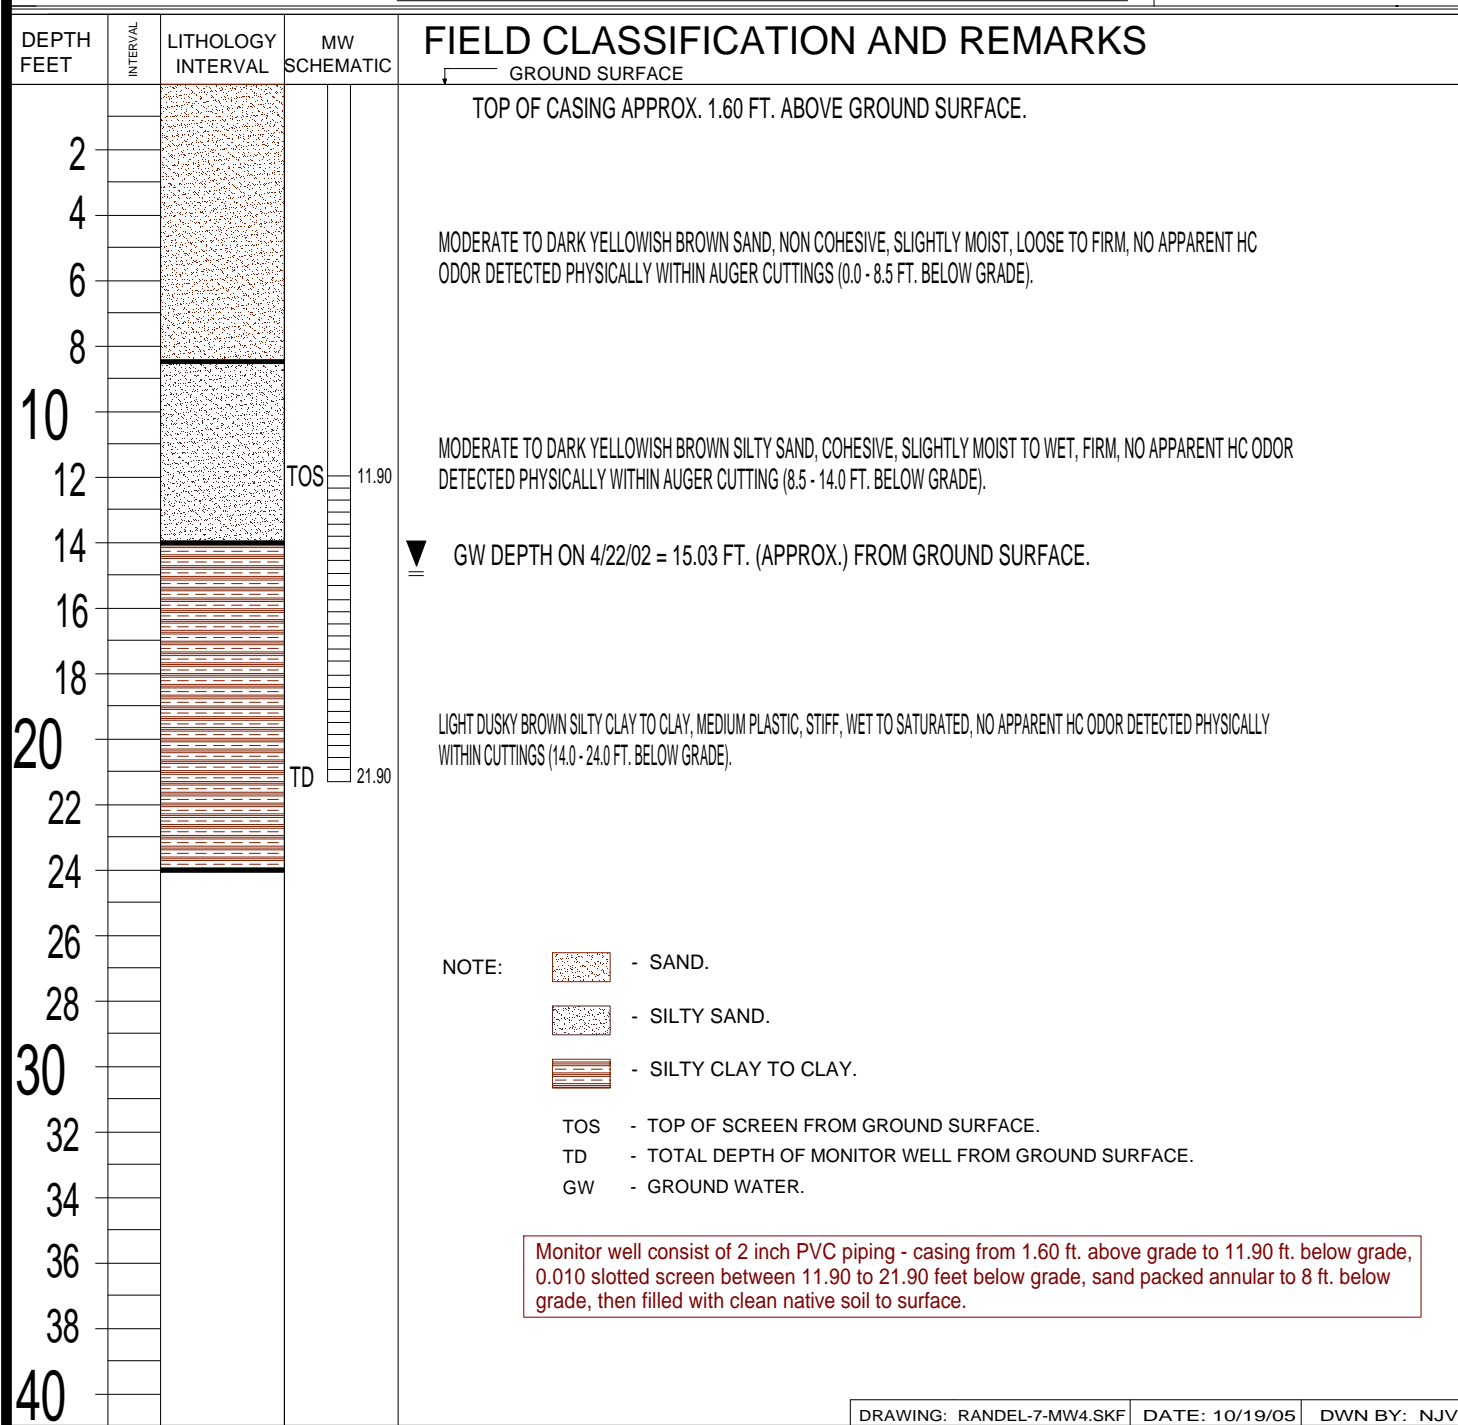 DEPTH
FEET
INTERVAL
LITHOLOGY
INTERVAL
MW
SCHEMATIC
FIELD CLASSIFICATION AND REMARKS
GROUND SURFACE
TOP OF CASING APPROX. 1.60 FT. ABOVE GROUND SURFACE.
2
4
MODERATE TO DARK YELLOWISH BROWN SAND, NON COHESIVE, SLIGHTLY MOIST, LOOSE TO FIRM, NO APPARENT HC
ODOR DETECTED PHYSICALLY WITHIN AUGER CUTTINGS (0.0 - 8.5 FT. BELOW GRADE).
6
8
10
MODERATE TO DARK YELLOWISH BROWN SILTY SAND, COHESIVE, SLIGHTLY MOIST TO WET, FIRM, NO APPARENT HC ODOR
DETECTED PHYSICALLY WITHIN AUGER CUTTING (8.5 - 14.0 FT. BELOW GRADE).
12
TOS 11.90
14
GW DEPTH ON 4/22/02 = 15.03 FT. (APPROX.) FROM GROUND SURFACE.
16
18
LIGHT DUSKY BROWN SILTY CLAY TO CLAY, MEDIUM PLASTIC, STIFF, WET TO SATURATED, NO APPARENT HC ODOR DETECTED PHYSICALLY
WITHIN CUTTINGS (14.0 - 24.0 FT. BELOW GRADE).
20
TD 21.90
22
24
26
28
30
32
34
36
38
40
NOTE: - SAND.
- SILTY SAND.
- SILTY CLAY TO CLAY.
TOS - TOP OF SCREEN FROM GROUND SURFACE.
TD - TOTAL DEPTH OF MONITOR WELL FROM GROUND SURFACE.
GW - GROUND WATER.
Monitor well consist of 2 inch PVC piping - casing from 1.60 ft. above grade to 11.90 ft. below grade,
0.010 slotted screen between 11.90 to 21.90 feet below grade, sand packed annular to 8 ft. below
grade, then filled with clean native soil to surface.
DRAWING: RANDEL-7-MW4.SKF DATE: 10/19/05 DWN BY: NJV